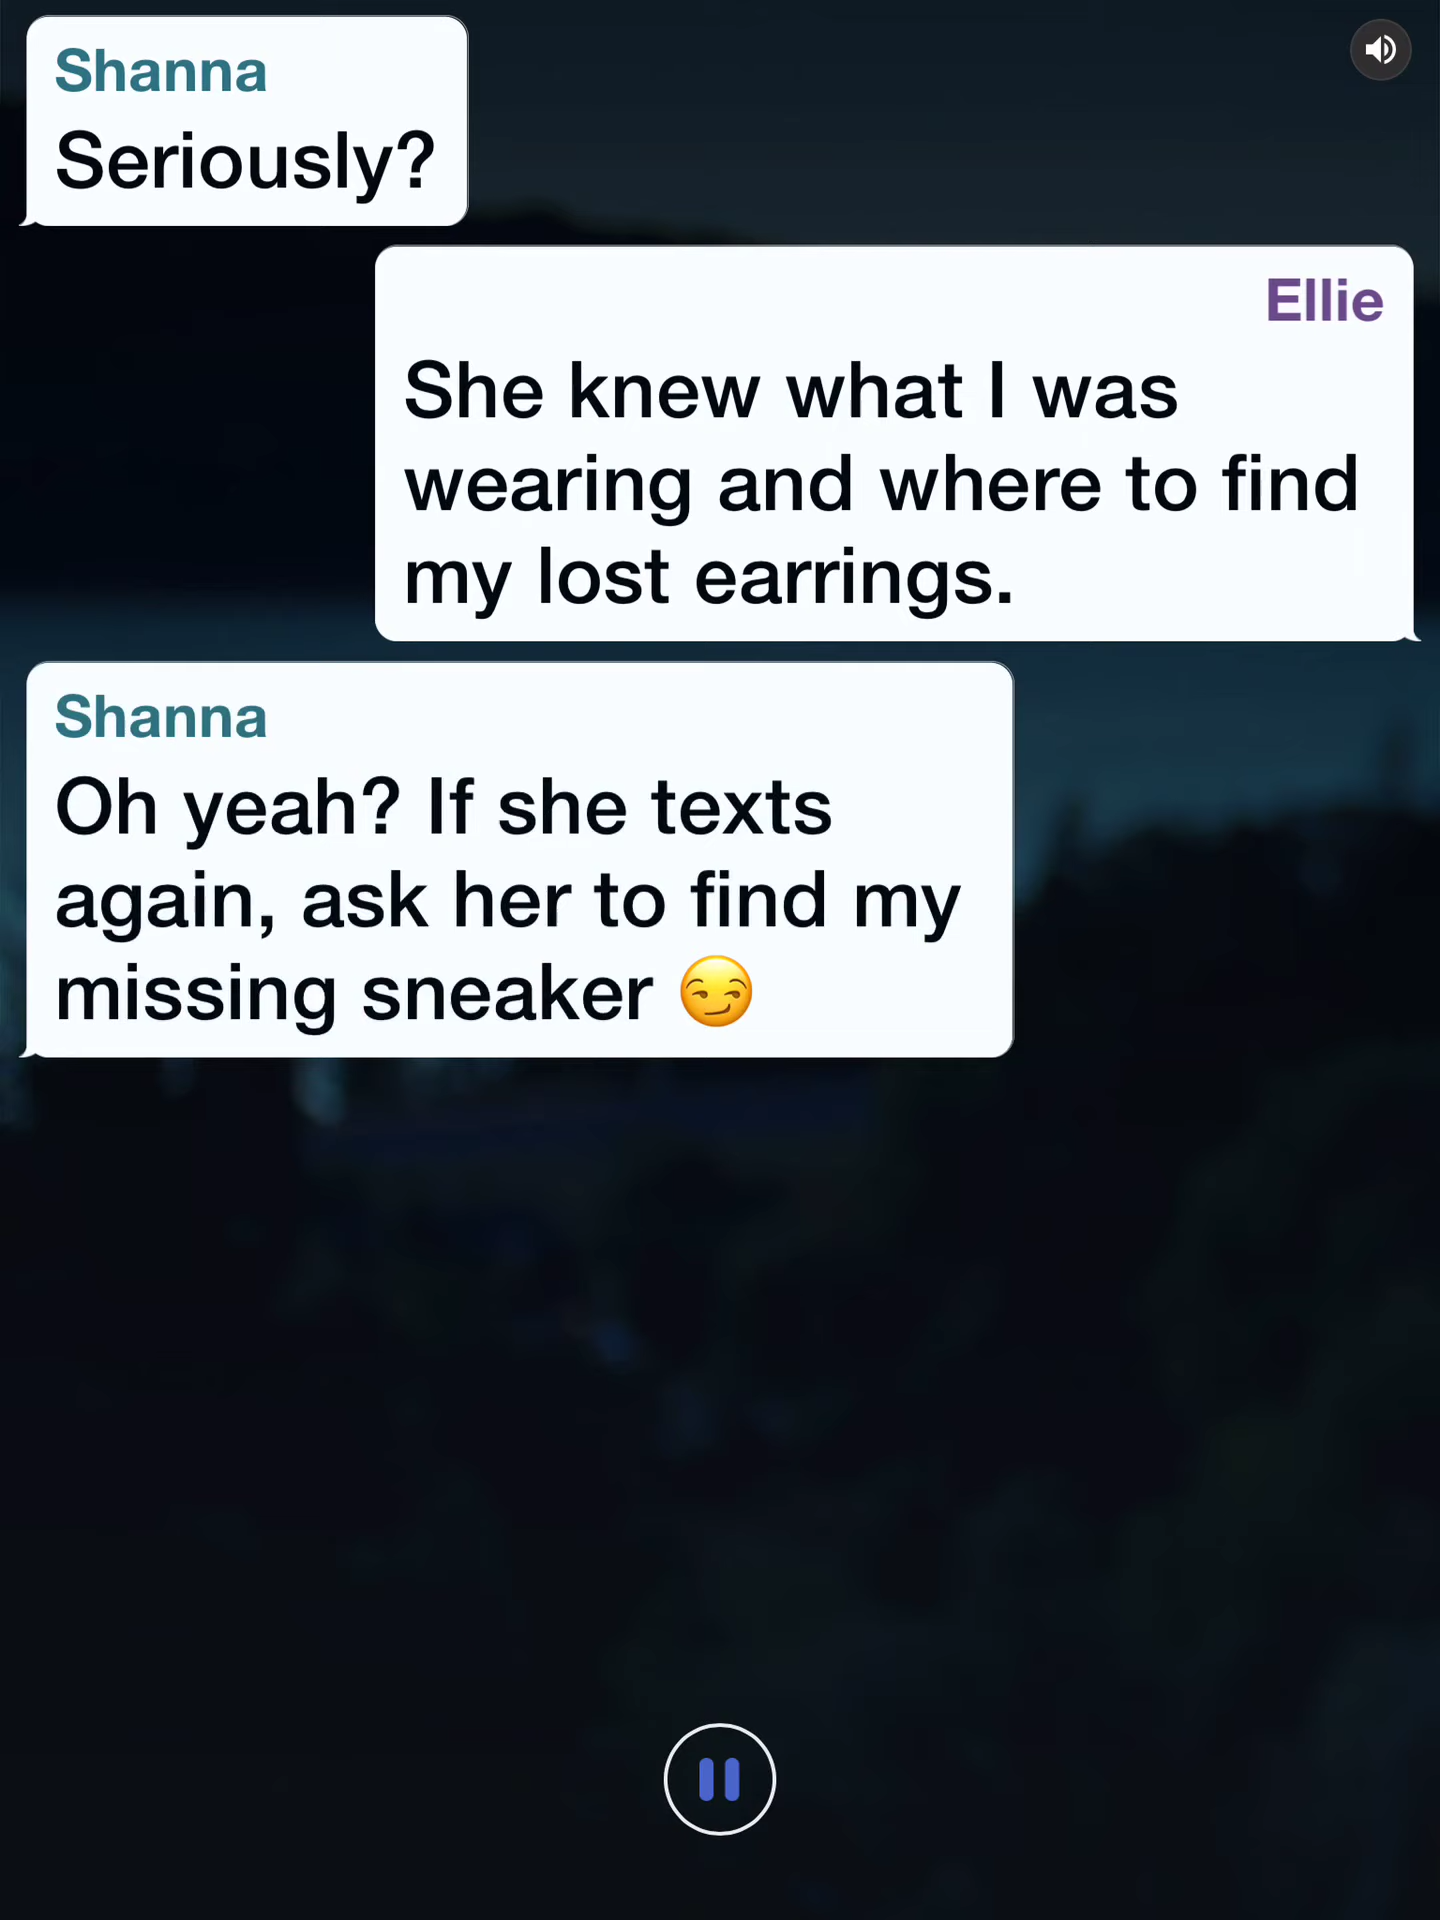 Shanna
Seriously?
Ellie
She knew what I was
wearing and where to find
my lost earrings.
Shanna
Oh yeah? If she texts
again, ask her to find my
missing sneaker 😏